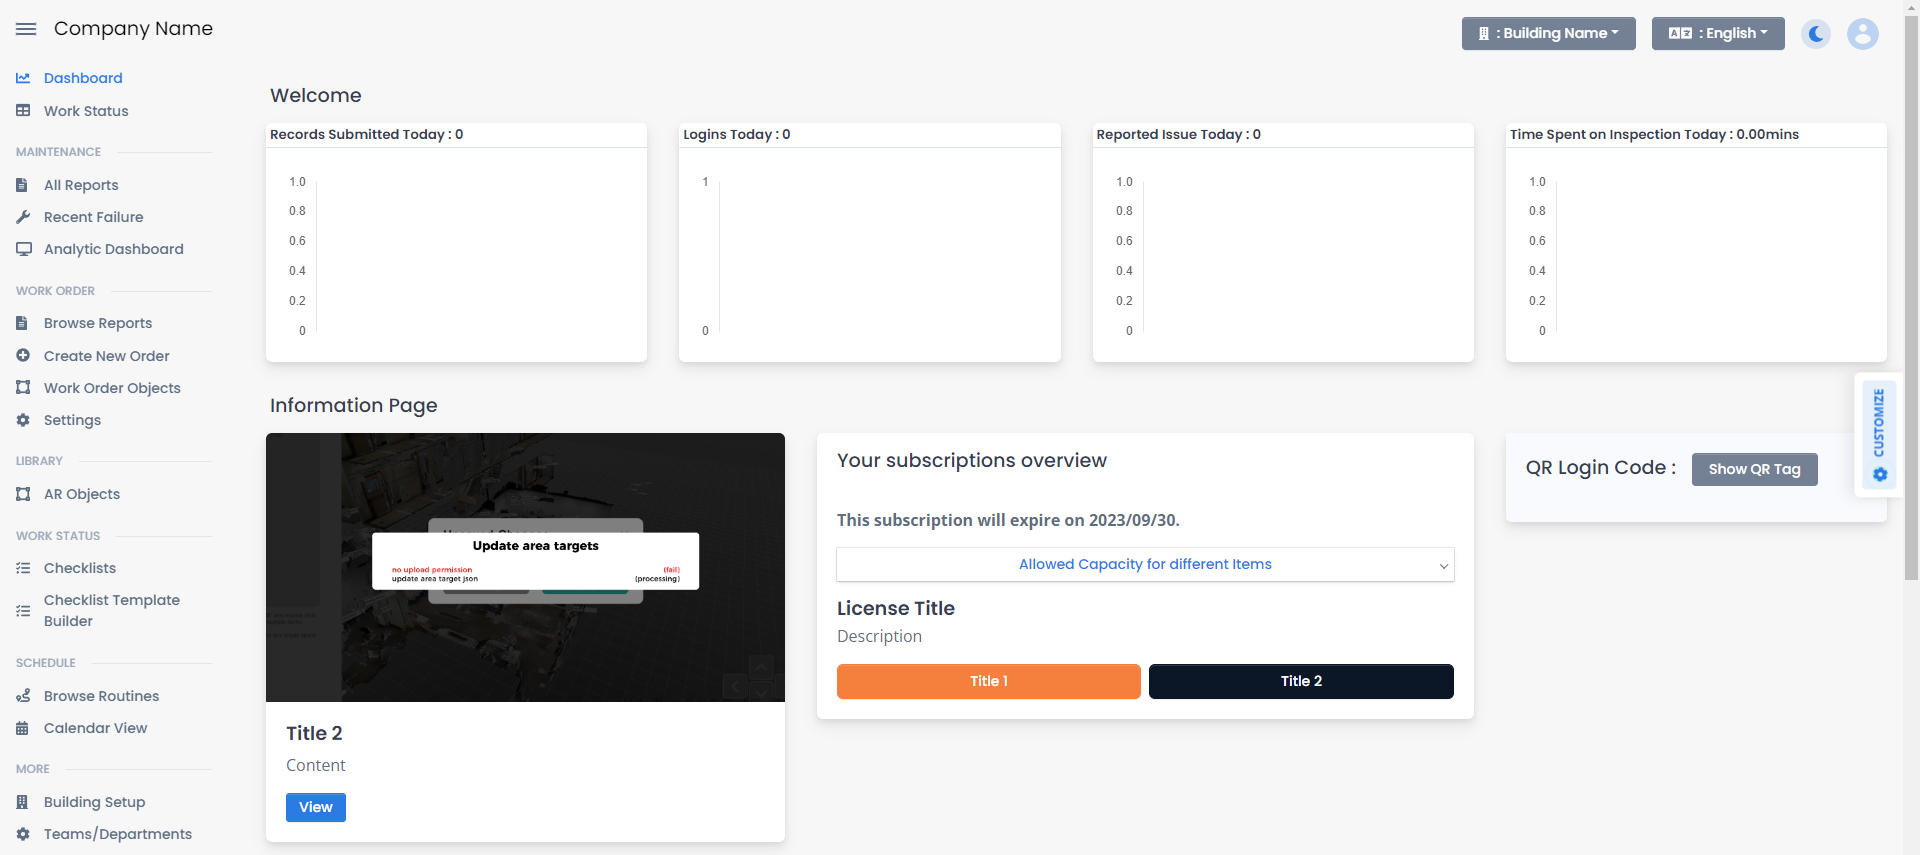 Company Name
: Building Name
: English
Dashboard
Work Status
MAINTENANCE
All Reports
Recent Failure
Analytic Dashboard
WORK ORDER
Browse Reports
Create New Order
Work Order Objects
Settings
LIBRARY
AR Objects
WORK STATUS
Checklists
Checklist Template
Builder
SCHEDULE
Browse Routines
Calendar View
MORE
Building Setup
Teams/Departments
Welcome
Records Submitted Today : 0
1.0
0.8
0.6
0.4
0.2
0
Logins Today : 0
1
0
Reported Issue Today : 0
1.0
0.8
0.6
0.4
0.2
0
Time Spent on Inspection Today : 0.00mins
1.0
0.8
0.6
0.4
0.2
0
CUSTOMIZE
Information Page
Update area targets
no upload permission (fail)
update area target json (processing)
Title 2
Content
View
Your subscriptions overview
This subscription will expire on 2023/09/30.
Allowed Capacity for different Items
License Title
Description
Title 1
Title 2
QR Login Code :
Show QR Tag